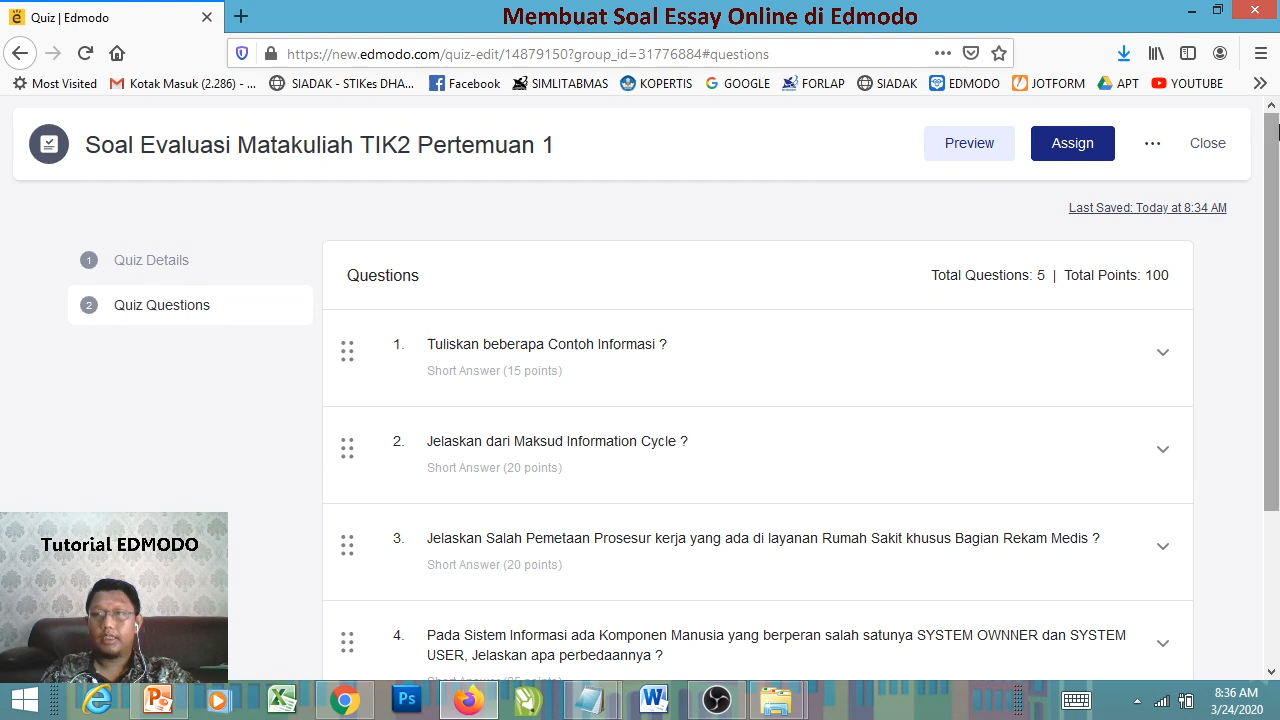 Quiz | Edmodo
Membuat Soal Essay Online di Edmodo
https://new.edmodo.com/quiz-edit/14879150?group_id=31776884#questions
Most Visited
Kotak Masuk (2.285) - ...
SIADAK - STIKes DHA...
Facebook
SIMLITABMAS
KOPERTIS
GOOGLE
FORLAP
SIADAK
EDMODO
JOTFORM
APT
YOUTUBE
Soal Evaluasi Matakuliah TIK2 Pertemuan 1
Preview
Assign
Close
Last Saved: Today at 8:34 AM
1 Quiz Details
2 Quiz Questions
Questions
Total Questions: 5 | Total Points: 100
1. Tuliskan beberapa Contoh Informasi ?
Short Answer (15 points)
2. Jelaskan dari Maksud Information Cycle ?
Short Answer (20 points)
3. Jelaskan Salah Pemetaan Prosesur kerja yang ada di layanan Rumah Sakit khusus Bagian Rekam Medis ?
Short Answer (20 points)
4. Pada Sistem Informasi ada Komponen Manusia yang berperan salah satunya SYSTEM OWNNER dan SYSTEM
USER, Jelaskan apa perbedaannya ?
Tutorial EDMODO
8:36 AM
3/24/2020